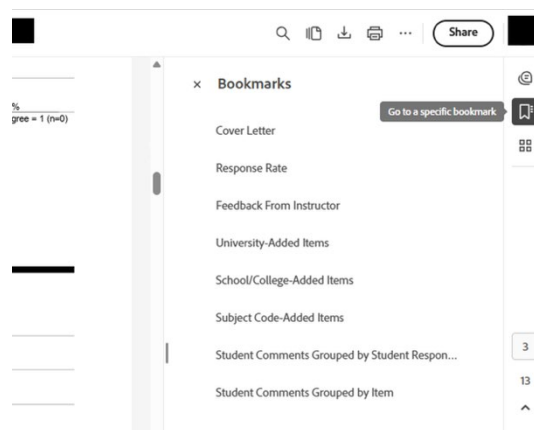 Share
%
gree = 1 (n=0)
× Bookmarks
Go to a specific bookmark
Cover Letter
Response Rate
Feedback From Instructor
University-Added Items
School/College-Added Items
Subject Code-Added Items
Student Comments Grouped by Student Respon...
Student Comments Grouped by Item
3
13